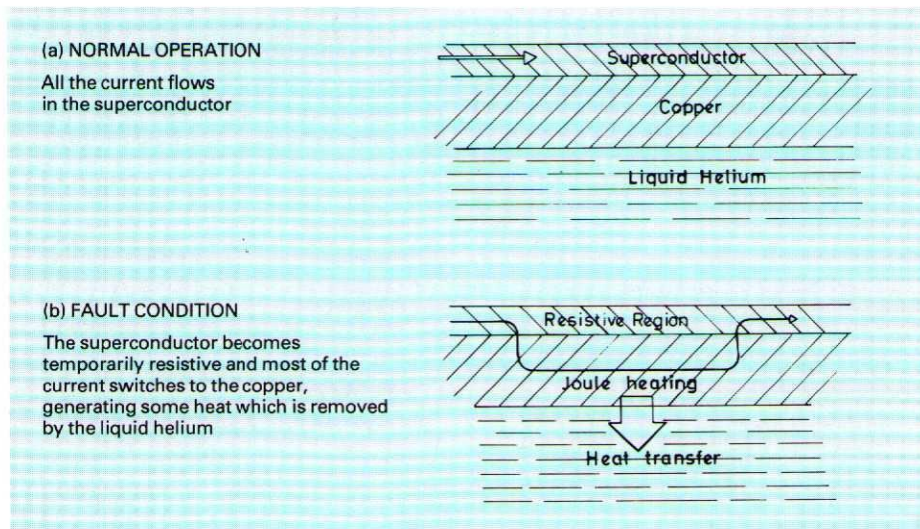 (a) NORMAL OPERATION
All the current flows
in the superconductor
Superconductor
Copper
Liquid Helium
(b) FAULT CONDITION
The superconductor becomes
temporarily resistive and most of the
current switches to the copper,
generating some heat which is removed
by the liquid helium
Resistive Region
Joule heating
Heat transfer